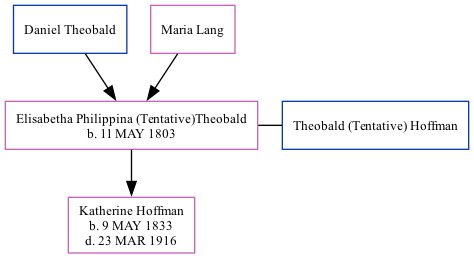 Daniel Theobald
Maria Lang
Elisabetha Philippina (Tentative)Theobald
b. 11 MAY 1803
Theobald (Tentative) Hoffman
Katherine Hoffman
b. 9 MAY 1833
d. 23 MAR 1916